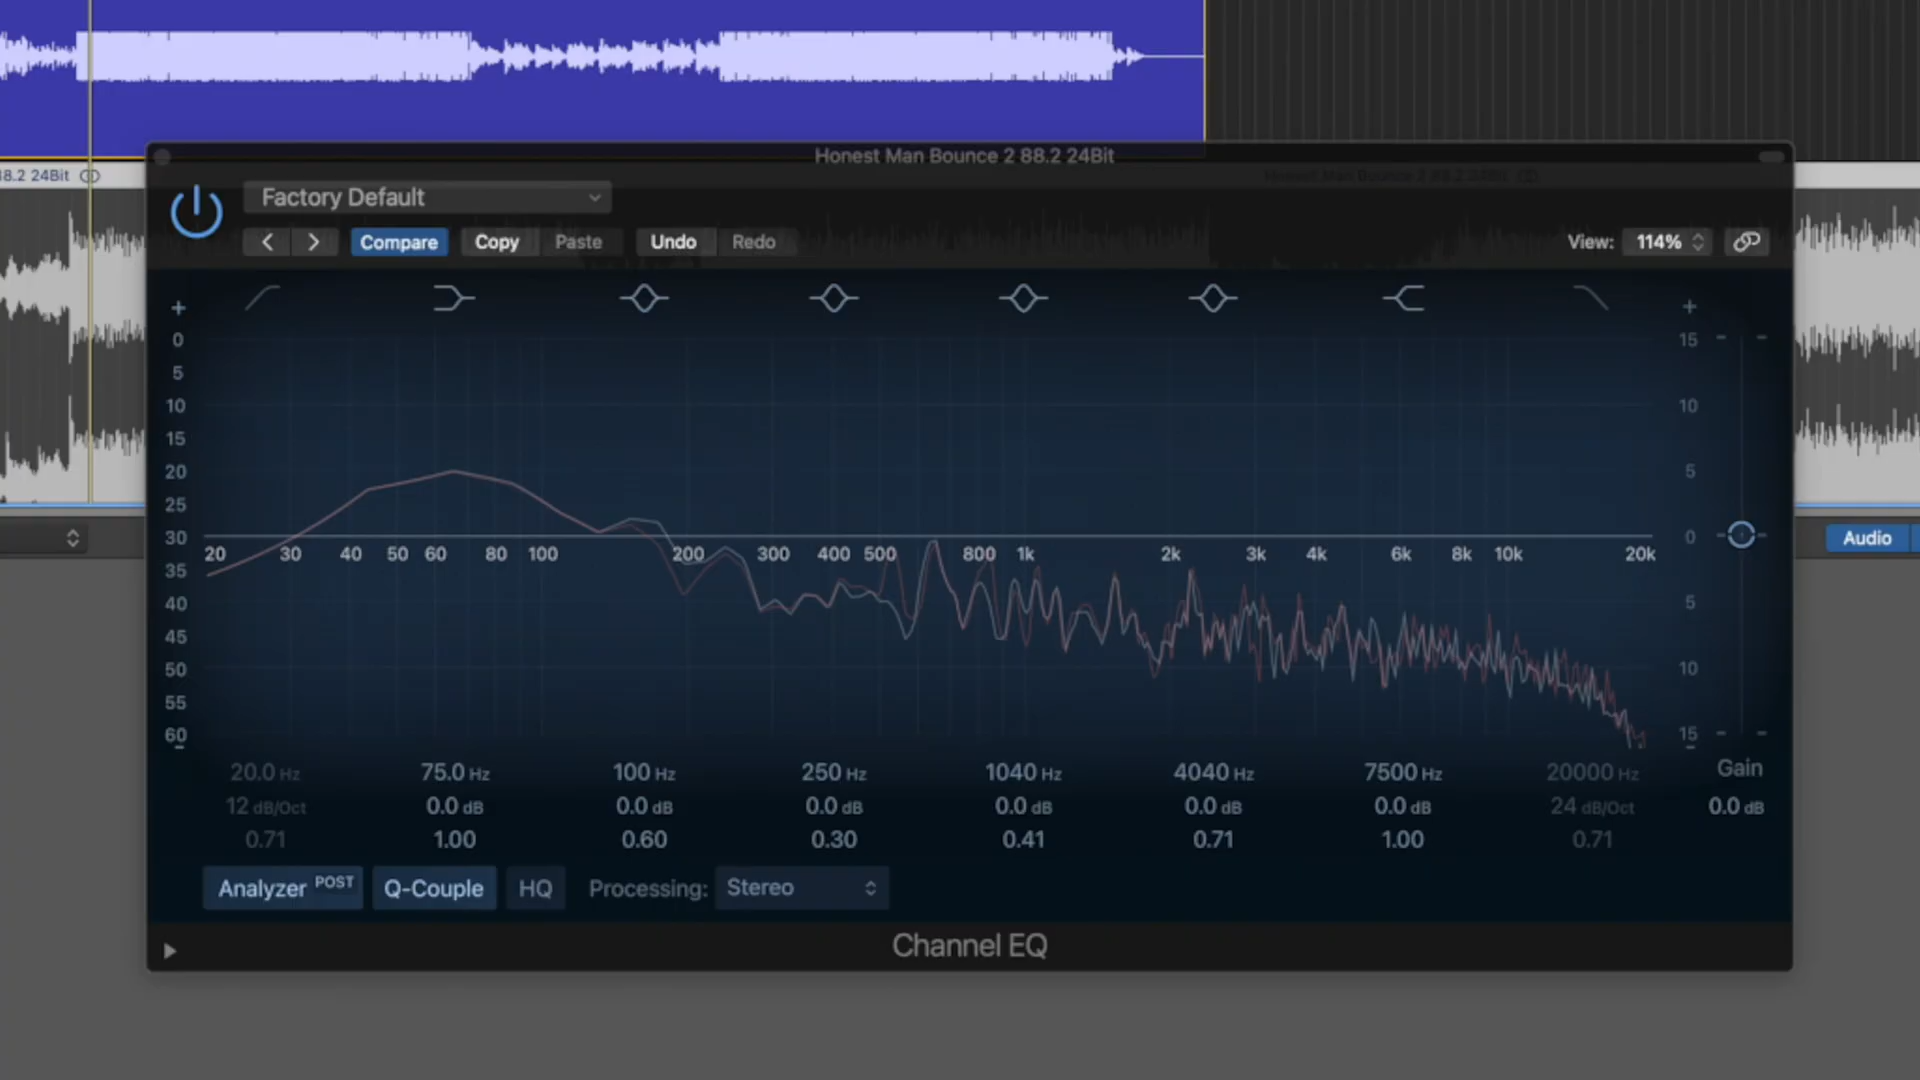 Honest Man Bounce 2 88.2 24Bit
8.2 24Bit
Factory Default
Compare Copy Paste Undo Redo View: 114%
+ +
0 15
5
10 10
15
20 5
25
30 0
20 30 40 50 60 80 100 200 300 400 500 800 1k 2k 3k 4k 6k 8k 10k 20k
Audio
35
40 5
45
50 10
55
60 15
- -
20.0 Hz 75.0 Hz 100 Hz 250 Hz 1040 Hz 4040 Hz 7500 Hz 20000 Hz Gain
12 dB/Oct 0.0 dB 0.0 dB 0.0 dB 0.0 dB 0.0 dB 0.0 dB 24 dB/Oct 0.0 dB
0.71 1.00 0.60 0.30 0.41 0.71 1.00 0.71
Analyzer POST Q-Couple HQ Processing: Stereo
Channel EQ